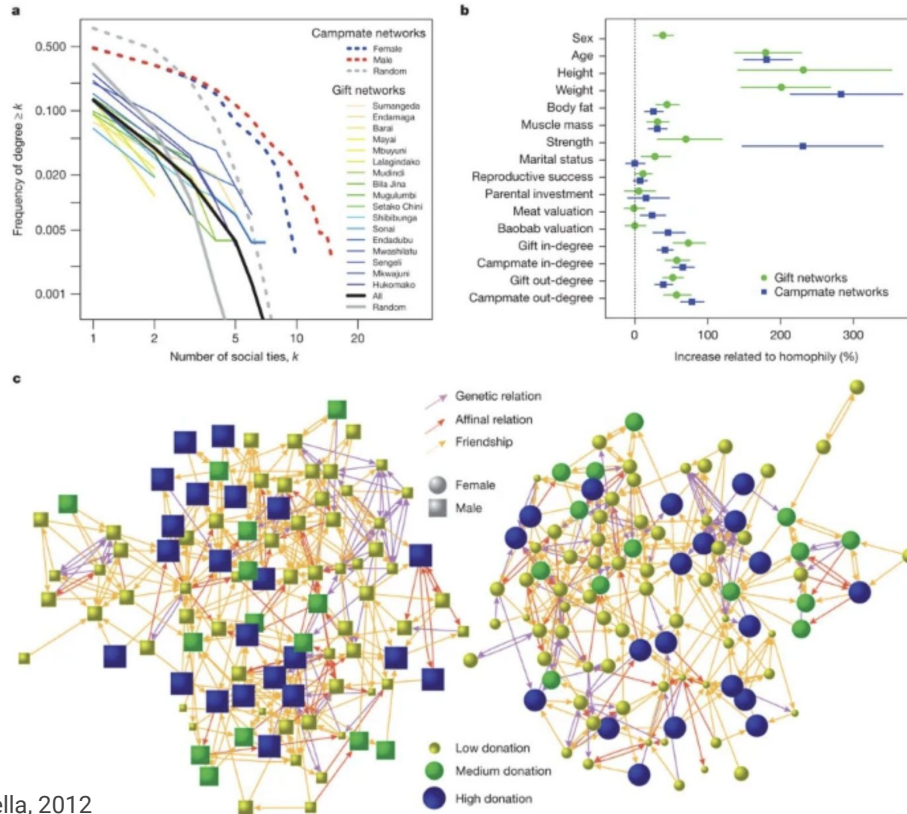 a
Frequency of degree ≥ k
0.500
0.100
0.020
0.005
0.001
1
2
5
10
20
Number of social ties, k
Campmate networks
Female
Male
Random
Gift networks
Sumangeda
Endamaga
Barai
Mayai
Mbuyuni
Lalagindako
Mudindi
Bila Jina
Mugulumbi
Setako Chini
Shibibunga
Sonai
Endadubu
Mwashilatu
Sengeli
Mkwajuni
Hukomako
All
Random
b
Sex
Age
Height
Weight
Body fat
Muscle mass
Strength
Marital status
Reproductive success
Parental investment
Meat valuation
Baobab valuation
Gift in-degree
Campmate in-degree
Gift out-degree
Campmate out-degree
Gift networks
Campmate networks
0
100
200
300
Increase related to homophily (%)
c
Genetic relation
Affinal relation
Friendship
Female
Male
Low donation
Medium donation
High donation
ella, 2012